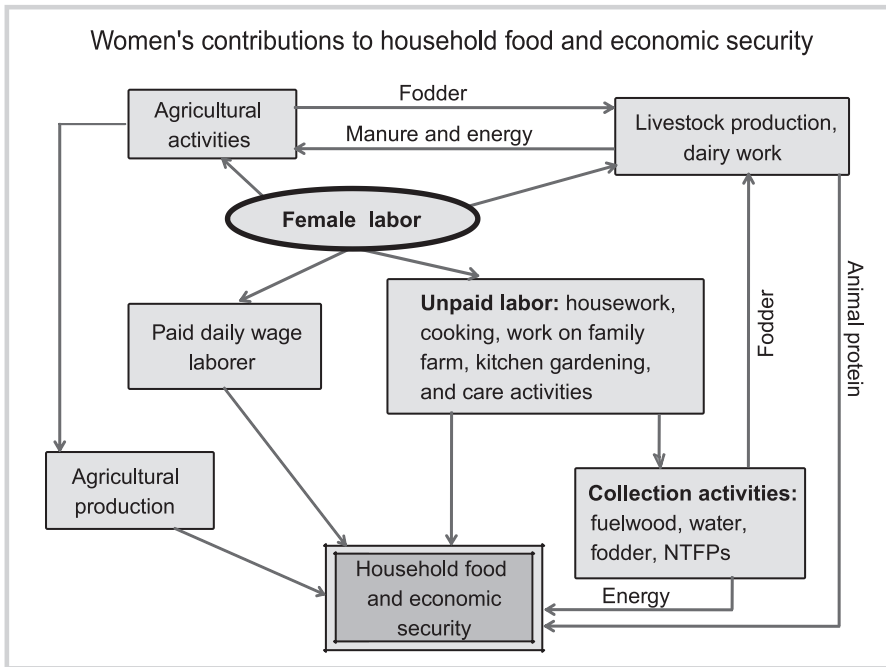 Women's contributions to household food and economic security
Fodder
Agricultural
activities
Manure and energy
Livestock production,
dairy work
Female labor
Unpaid labor: housework,
cooking, work on family
farm, kitchen gardening,
and care activities
Paid daily wage
laborer
Fodder
Animal protein
Agricultural
production
Collection activities:
fuelwood, water,
fodder, NTFPs
Household food
and economic
security
Energy